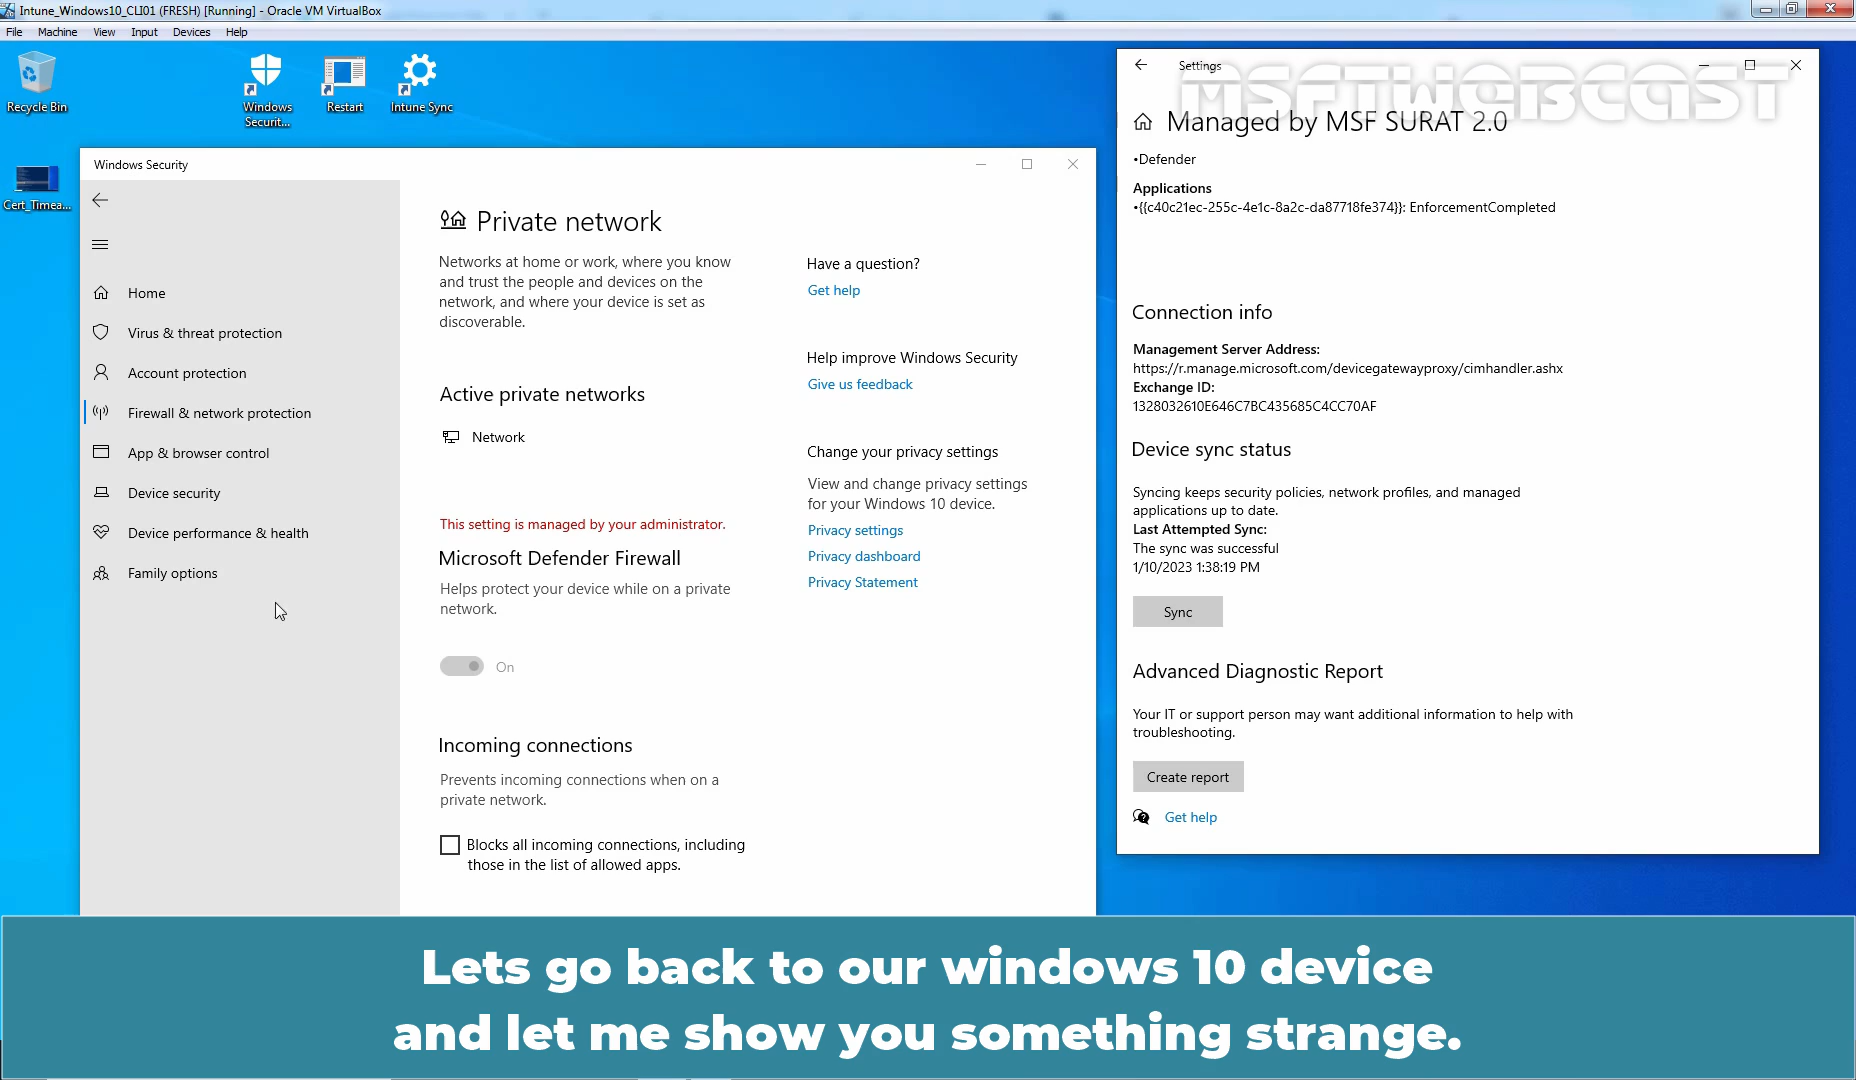 Intune_Windows10_CLI01 (FRESH) [Running] - Oracle VM VirtualBox
File Machine View Input Devices Help
Recycle Bin
Windows
Securit...
Restart
Intune Sync
Cert_Timea...
Windows Security
Home
Virus & threat protection
Account protection
Firewall & network protection
App & browser control
Device security
Device performance & health
Family options
Private network
Networks at home or work, where you know
and trust the people and devices on the
network, and where your device is set as
discoverable.
Active private networks
Network
This setting is managed by your administrator.
Microsoft Defender Firewall
Helps protect your device while on a private
network.
On
Incoming connections
Prevents incoming connections when on a
private network.
Blocks all incoming connections, including
those in the list of allowed apps.
Have a question?
Get help
Help improve Windows Security
Give us feedback
Change your privacy settings
View and change privacy settings
for your Windows 10 device.
Privacy settings
Privacy dashboard
Privacy Statement
Settings
MSFTWEBCAST
Managed by MSF SURAT 2.0
•Defender
Applications
•{{c40c21ec-255c-4e1c-8a2c-da87718fe374}}: EnforcementCompleted
Connection info
Management Server Address:
https://r.manage.microsoft.com/devicegatewayproxy/cimhandler.ashx
Exchange ID:
1328032610E646C7BC435685C4CC70AF
Device sync status
Syncing keeps security policies, network profiles, and managed
applications up to date.
Last Attempted Sync:
The sync was successful
1/10/2023 1:38:19 PM
Sync
Advanced Diagnostic Report
Your IT or support person may want additional information to help with
troubleshooting.
Create report
Get help
Lets go back to our windows 10 device
and let me show you something strange.